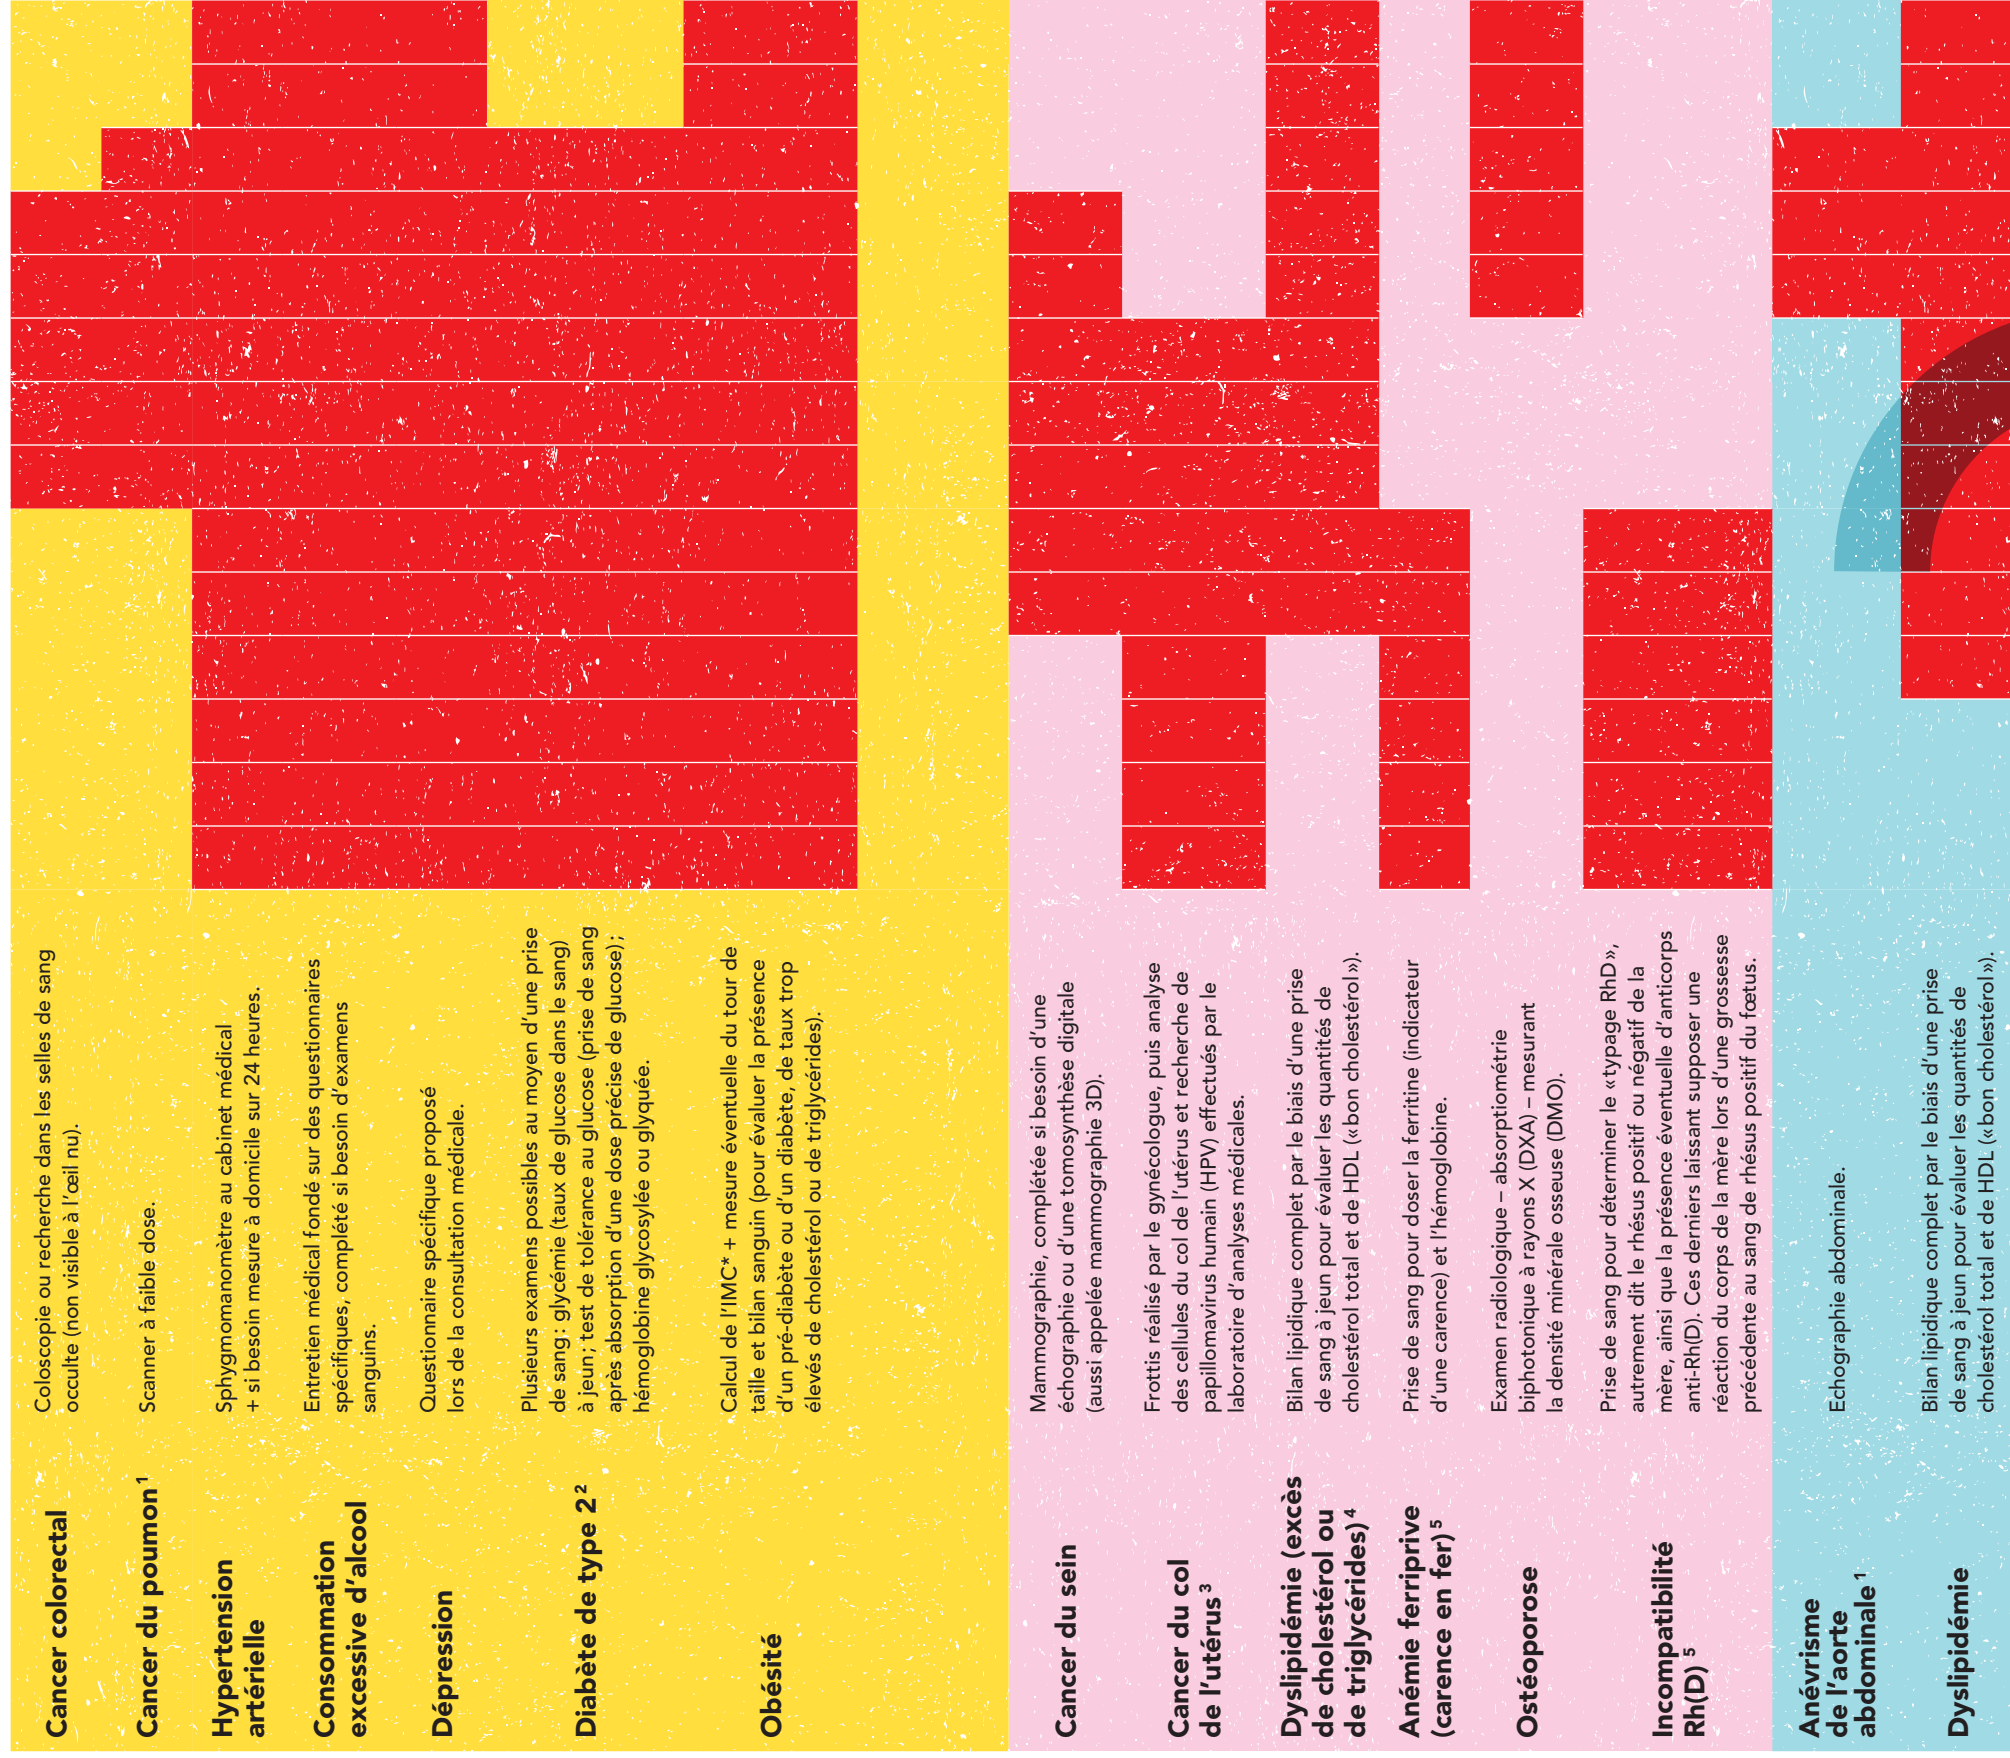 Cancer colorectal
Coloscopie ou recherche dans les selles de sang
occulte (non visible à l’œil nu).
Cancer du poumon 1
Scanner à faible dose.
Hypertension
artérielle
Sphygmomanomètre au cabinet médical
+ si besoin mesure à domicile sur 24 heures.
Consommation
excessive d’alcool
Entretien médical fondé sur des questionnaires
spécifiques, complété si besoin d’examens
sanguins.
Dépression
Questionnaire spécifique proposé
lors de la consultation médicale.
Diabète de type 2 2
Plusieurs examens possibles au moyen d’une prise
de sang : glycémie (taux de glucose dans le sang)
à jeun ; test de tolérance au glucose (prise de sang
après absorption d’une dose précise de glucose) ;
hémoglobine glycosylée ou glyquée.
Obésité
Calcul de l’IMC* + mesure éventuelle du tour de
taille et bilan sanguin (pour évaluer la présence
d’un pré-diabète ou d’un diabète, de taux trop
élevés de cholestérol ou de triglycérides).
Cancer du sein
Mammographie, complétée si besoin d’une
échographie ou d’une tomosynthèse digitale
(aussi appelée mammographie 3D).
Cancer du col
de l’utérus 3
Frottis réalisé par le gynécologue, puis analyse
des cellules du col de l’utérus et recherche de
papillomavirus humain (HPV) effectués par le
laboratoire d’analyses médicales.
Dyslipidémie (excès
de cholestérol ou
de triglycérides) 4
Bilan lipidique complet par le biais d’une prise
de sang à jeun pour évaluer les quantités de
cholestérol total et de HDL (« bon cholestérol »).
Anémie ferriprive
(carence en fer) 5
Prise de sang pour doser la ferritine (indicateur
d’une carence) et l’hémoglobine.
Ostéoporose
Examen radiologique – absorptiométrie
biphotonique à rayons X (DXA) – mesurant
la densité minérale osseuse (DMO).
Incompatibilité
Rh(D) 5
Prise de sang pour déterminer le « typage RhD »,
autrement dit le rhésus positif ou négatif de la
mère, ainsi que la présence éventuelle d’anticorps
anti-Rh(D). Ces derniers laissant supposer une
réaction du corps de la mère lors d’une grossesse
précédente au sang de rhésus positif du fœtus.
Anévrisme
de l’aorte
abdominale 1
Echographie abdominale.
Dyslipidémie
Bilan lipidique complet par le biais d’une prise
de sang à jeun pour évaluer les quantités de
cholestérol total et de HDL (« bon cholestérol »).